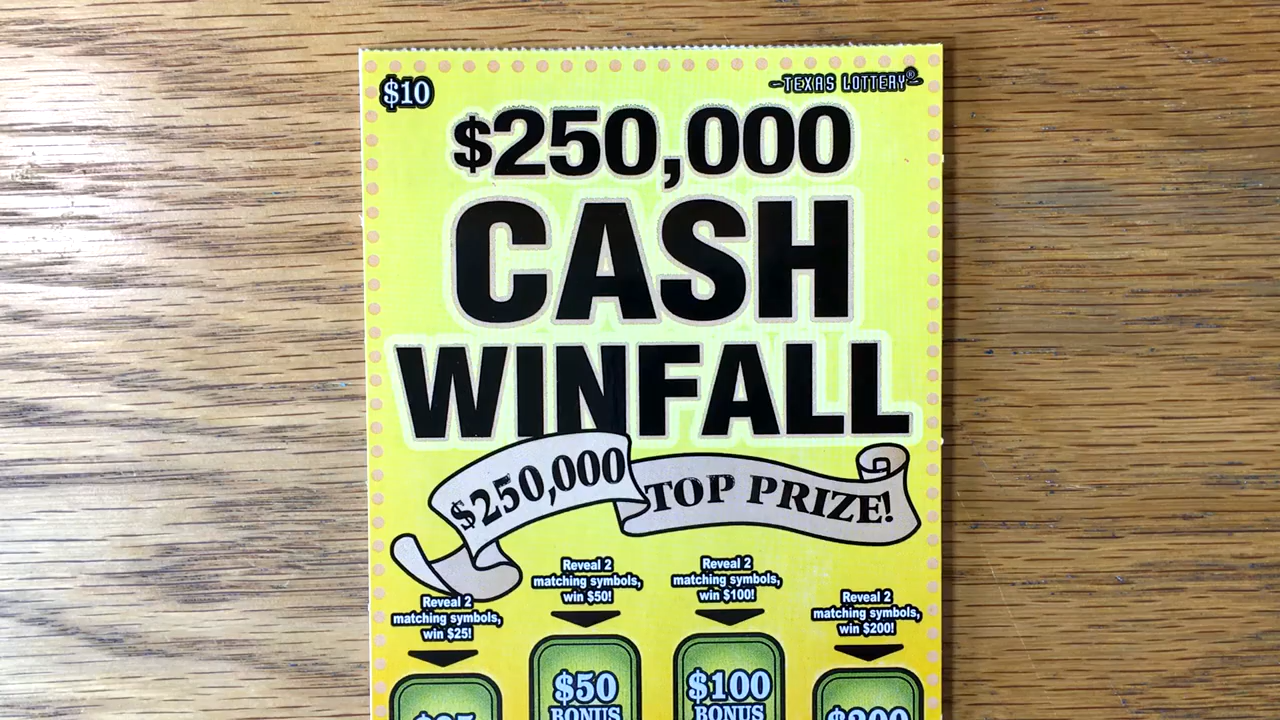 $10
TEXAS LOTTERY®
$250,000
CASH
WINFALL
$250,000 TOP PRIZE!
Reveal 2
matching symbols,
win $25!
Reveal 2
matching symbols,
win $50!
Reveal 2
matching symbols,
win $100!
Reveal 2
matching symbols,
win $200!
$25
$50
BONUS
$100
BONUS
$200